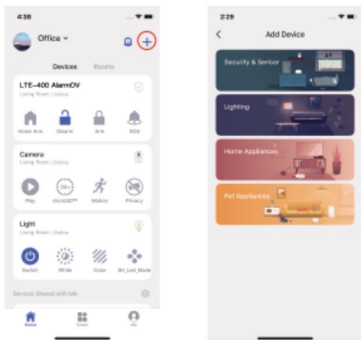 4:38
Office
Devices Rooms
LTE-400 AlarmOV
Living Room | Online
Home Arm Disarm Arm SOS
Camera
Living Room | Online
Play microSD™ Motion Privacy
Light
Living Room | Online
Switch White Color BH_Led_Mode
Devices Shared with Me
Home Smart Me
2:29
Add Device
Security & Sensor
Lighting
Home Appliances
Pet Appliances